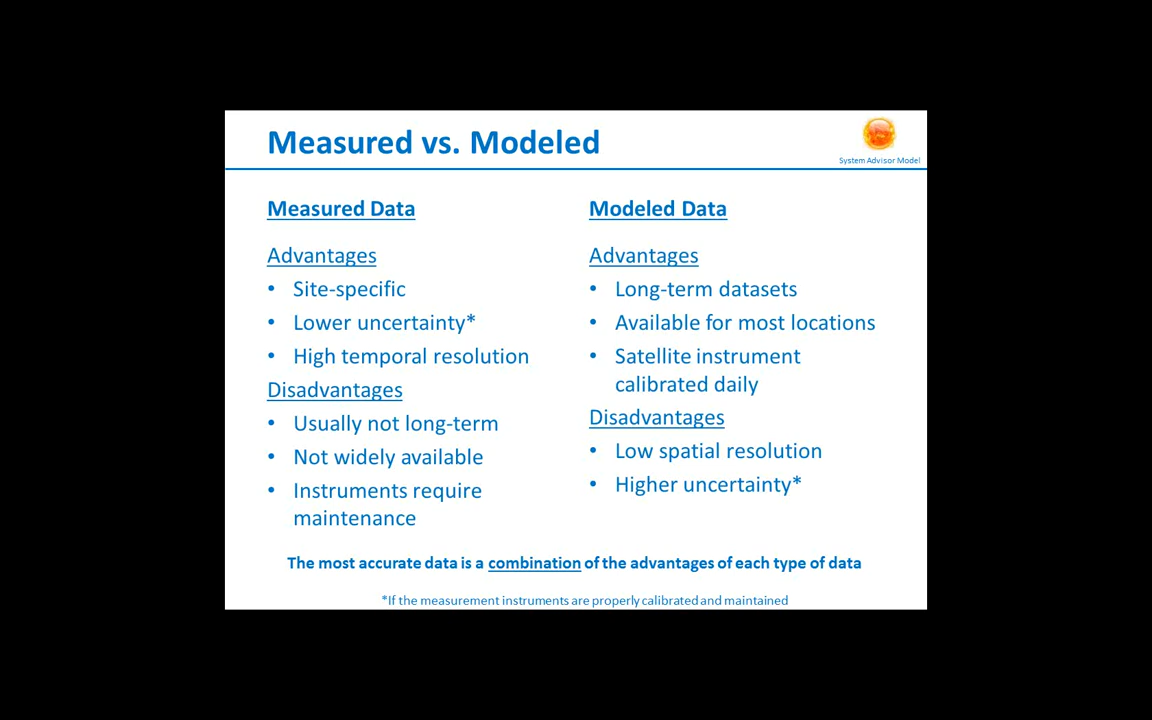 Measured vs. Modeled
System Advisor Model
Measured Data
Advantages
• Site-specific
• Lower uncertainty*
• High temporal resolution
Disadvantages
• Usually not long-term
• Not widely available
• Instruments require
maintenance
Modeled Data
Advantages
• Long-term datasets
• Available for most locations
• Satellite instrument
calibrated daily
Disadvantages
• Low spatial resolution
• Higher uncertainty*
The most accurate data is a combination of the advantages of each type of data
*If the measurement instruments are properly calibrated and maintained